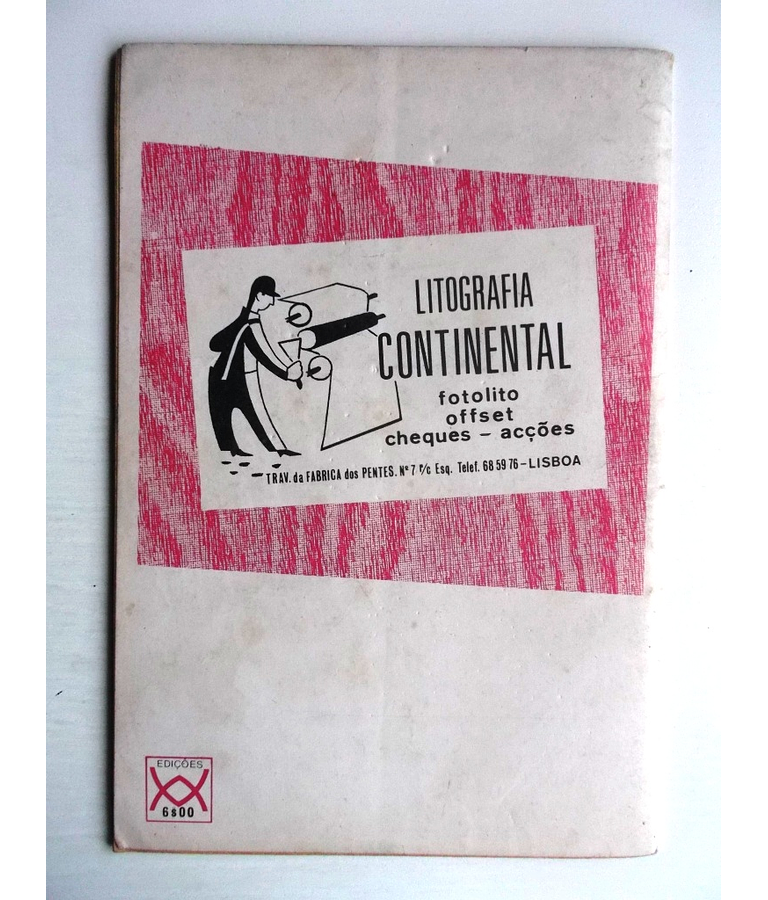 LITOGRAFIA
CONTINENTAL
fotolito
offset
cheques – acções
TRAV. da FABRICA dos PENTES. Nº 7 r/c Esq. Telef. 68 59 76 – LISBOA
EDIÇÕES
6$00